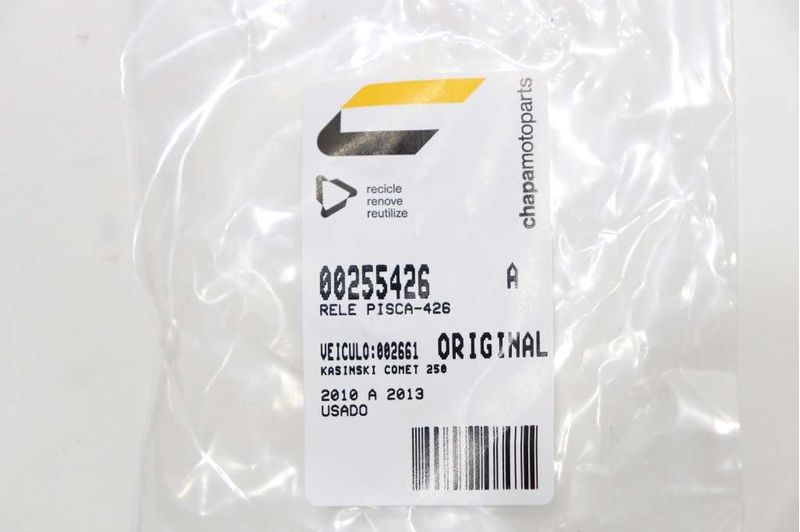 chapamotoparts
recicle
renove
reutilize
00255426 A
RELE PISCA-426
VEICULO:002661 ORIGINAL
KASINSKI COMET 250
2010 A 2013
USADO